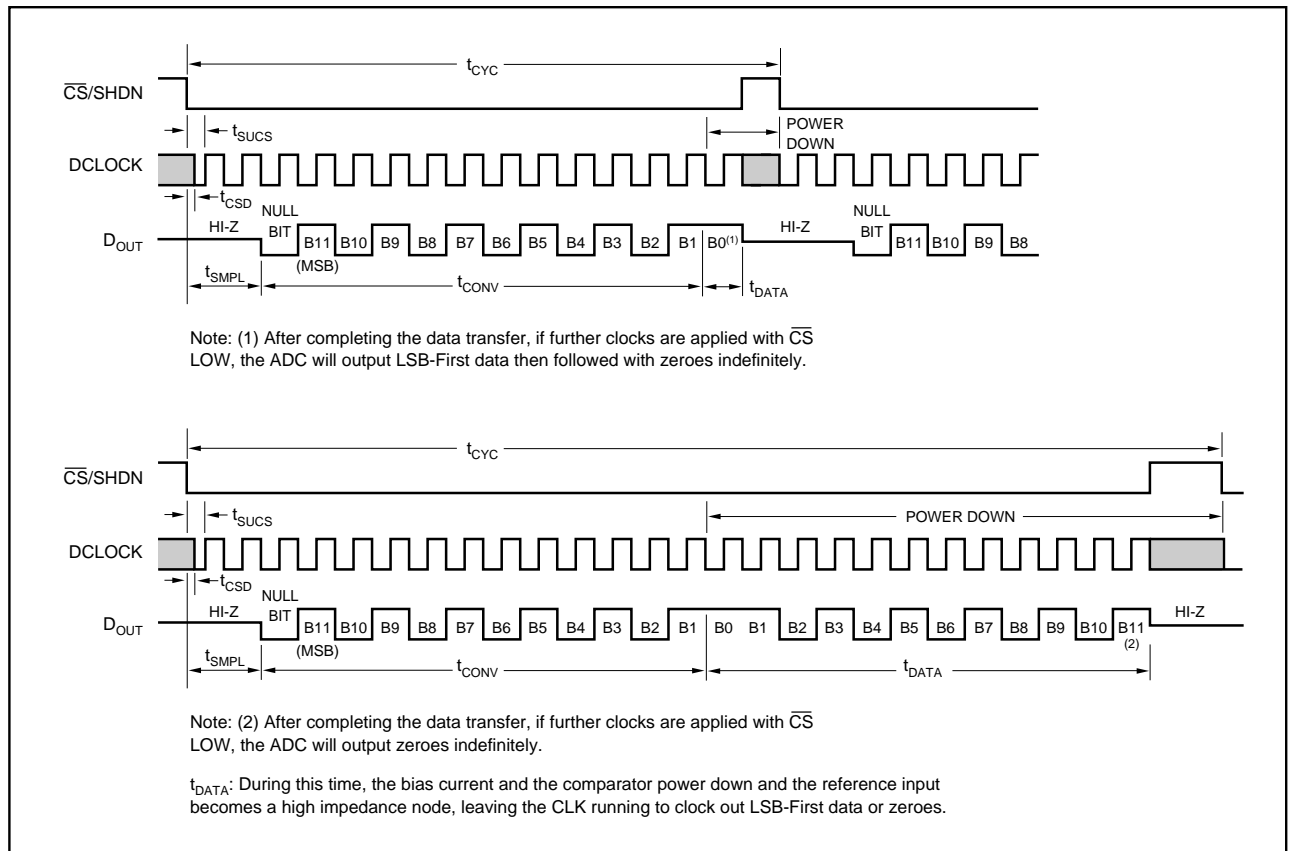 tCYC
CS/SHDN
POWER
DOWN
tSUCS
DCLOCK
tCSD
NULL
BIT
HI-Z
DOUT
B11 B10 B9 B8 B7 B6 B5 B4 B3 B2 B1 B0(1)
HI-Z
NULL
BIT
B11 B10 B9 B8
(MSB)
tSMPL
tCONV
tDATA
Note: (1) After completing the data transfer, if further clocks are applied with CS
LOW, the ADC will output LSB-First data then followed with zeroes indefinitely.
tCYC
CS/SHDN
tSUCS
POWER DOWN
DCLOCK
tCSD
NULL
BIT
HI-Z
DOUT
B11 B10 B9 B8 B7 B6 B5 B4 B3 B2 B1 B0 B1 B2 B3 B4 B5 B6 B7 B8 B9 B10 B11
(2)
HI-Z
(MSB)
tSMPL
tCONV
tDATA
Note: (2) After completing the data transfer, if further clocks are applied with CS
LOW, the ADC will output zeroes indefinitely.
tDATA: During this time, the bias current and the comparator power down and the reference input
becomes a high impedance node, leaving the CLK running to clock out LSB-First data or zeroes.